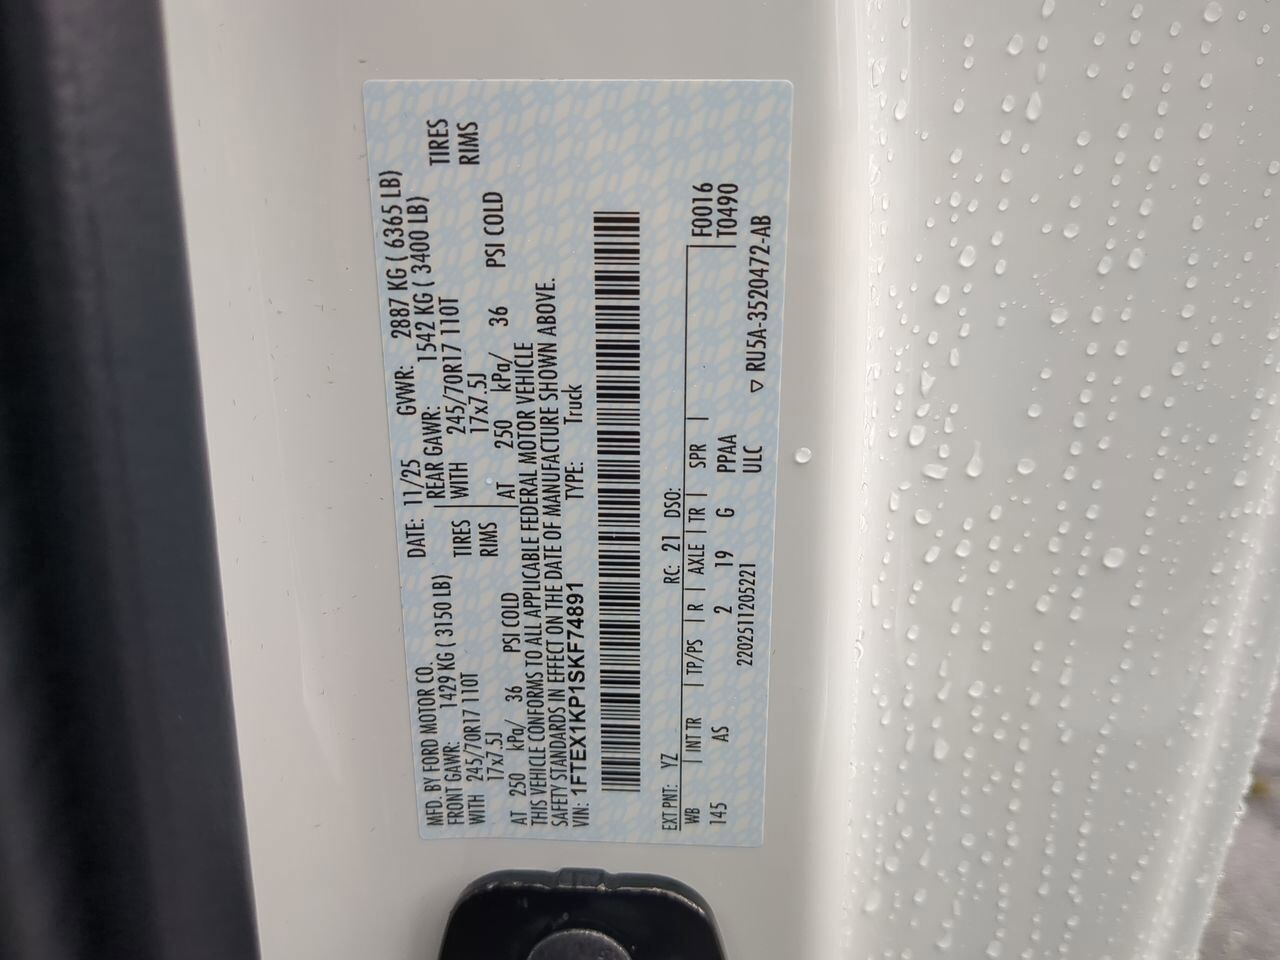 MFD. BY FORD MOTOR CO. DATE: 11/25 GVWR: 2887 KG ( 6365 LB)
FRONT GAWR: 1429 KG ( 3150 LB) REAR GAWR: 1542 KG ( 3400 LB)
WITH 245/70R17 110T TIRES WITH 245/70R17 110T TIRES
17x7.5J RIMS 17x7.5J RIMS
AT 250 kPa/ 36 PSI COLD AT 250 kPa/ 36 PSI COLD
THIS VEHICLE CONFORMS TO ALL APPLICABLE FEDERAL MOTOR VEHICLE
SAFETY STANDARDS IN EFFECT ON THE DATE OF MANUFACTURE SHOWN ABOVE.
VIN: 1FTEX1KP1SKF74891 TYPE: Truck
EXT PNT: YZ RC: 21 DSO:
WB INT TR TP/PS R AXLE TR SPR F0016
145 AS 2 19 G PPAA T0490
2202511205221 ULC ▽ RU5A-3520472-AB